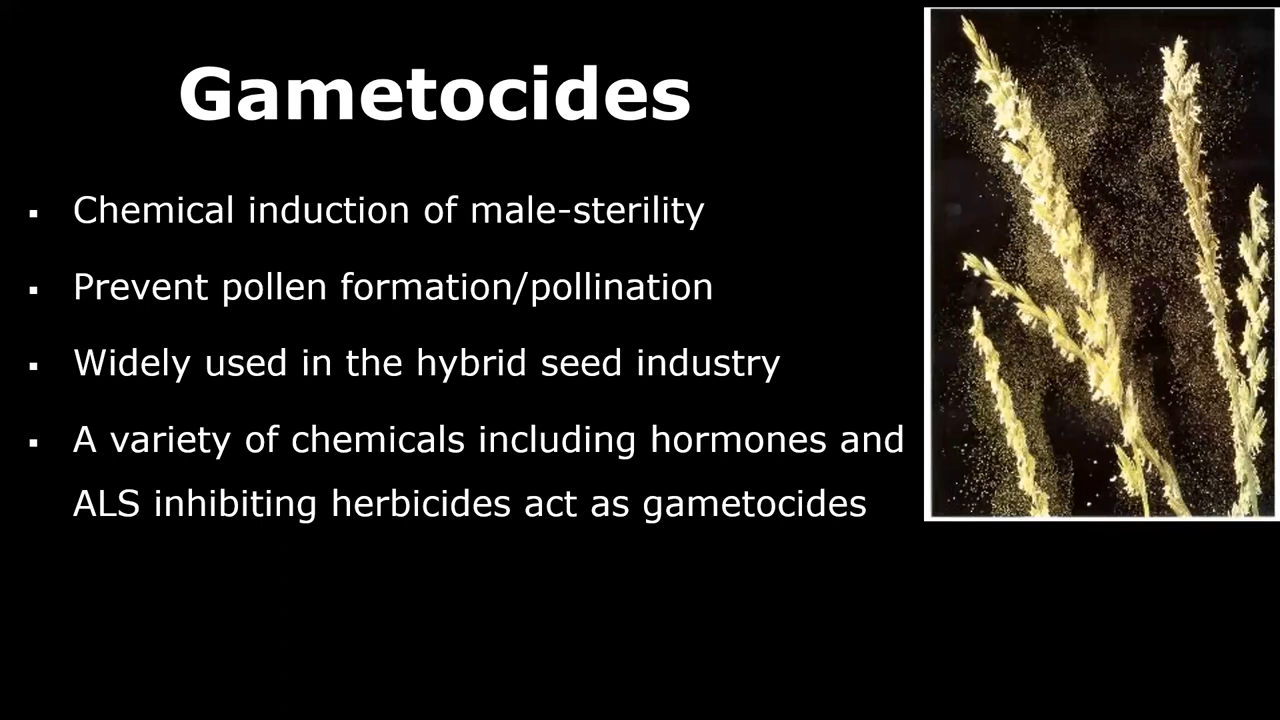 Gametocides
▪ Chemical induction of male-sterility
▪ Prevent pollen formation/pollination
▪ Widely used in the hybrid seed industry
▪ A variety of chemicals including hormones and
ALS inhibiting herbicides act as gametocides